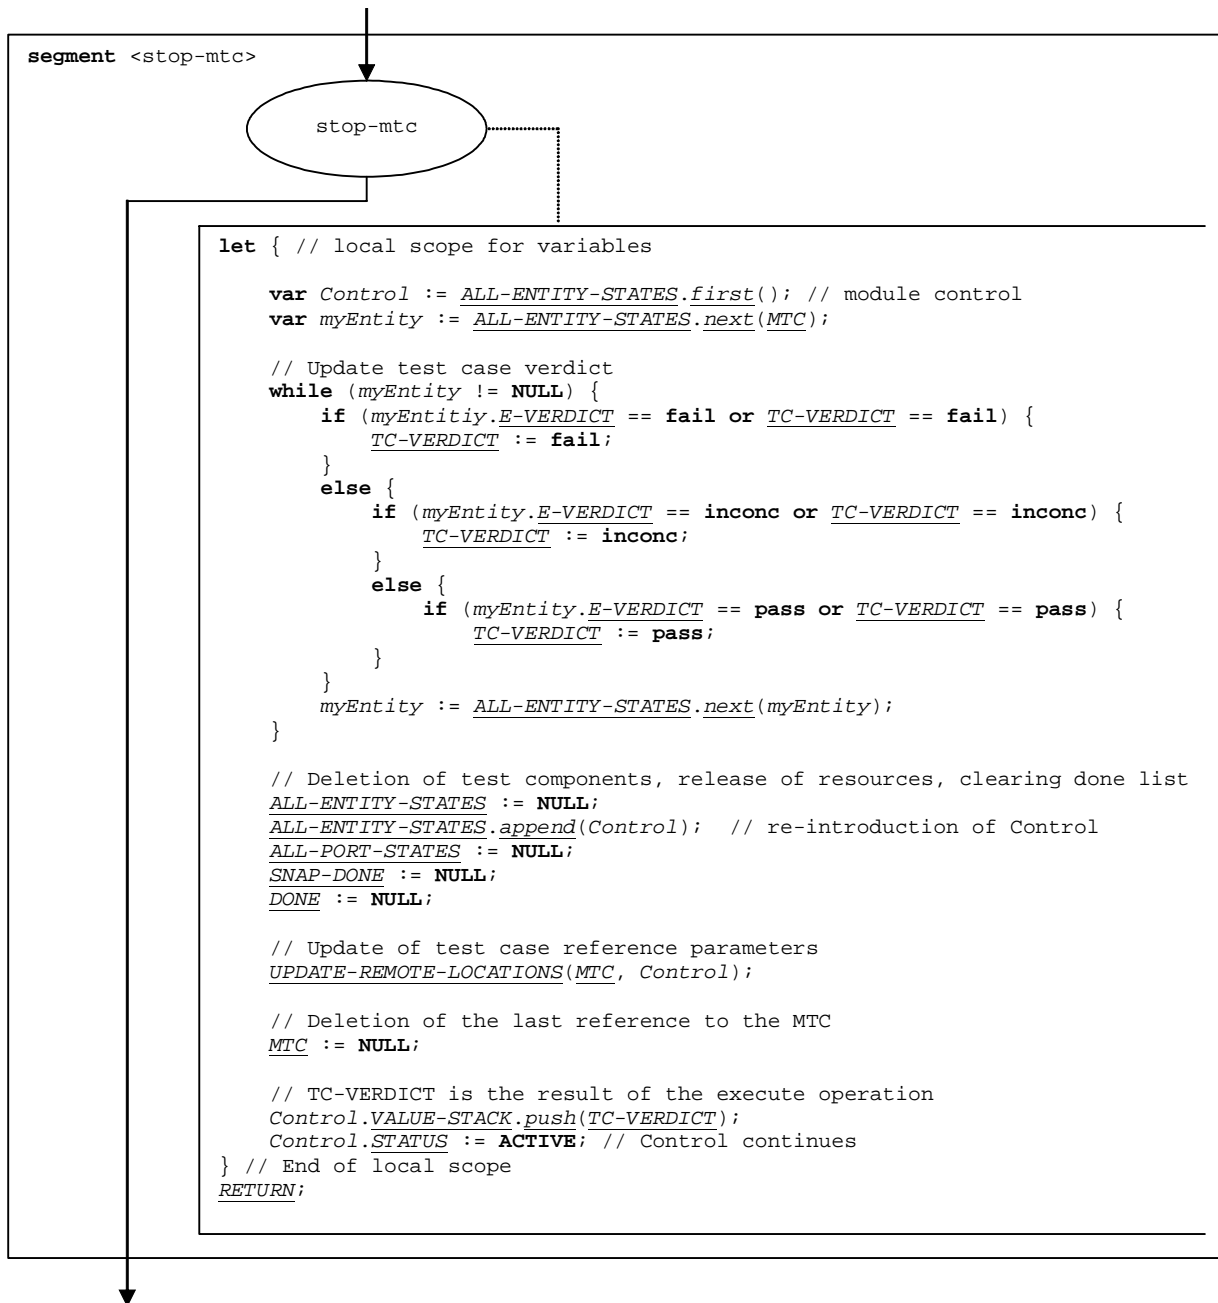 segment <stop-mtc>
stop-mtc
let { // local scope for variables
var Control := ALL-ENTITY-STATES.first(); // module control
var myEntity := ALL-ENTITY-STATES.next(MTC);
// Update test case verdict
while (myEntity != NULL) {
if (myEntitiy.E-VERDICT == fail or TC-VERDICT == fail) {
TC-VERDICT := fail;
}
else {
if (myEntity.E-VERDICT == inconc or TC-VERDICT == inconc) {
TC-VERDICT := inconc;
}
else {
if (myEntity.E-VERDICT == pass or TC-VERDICT == pass) {
TC-VERDICT := pass;
}
}
myEntity := ALL-ENTITY-STATES.next(myEntity);
}
// Deletion of test components, release of resources, clearing done list
ALL-ENTITY-STATES := NULL;
ALL-ENTITY-STATES.append(Control); // re-introduction of Control
ALL-PORT-STATES := NULL;
SNAP-DONE := NULL;
DONE := NULL;
// Update of test case reference parameters
UPDATE-REMOTE-LOCATIONS(MTC, Control);
// Deletion of the last reference to the MTC
MTC := NULL;
// TC-VERDICT is the result of the execute operation
Control.VALUE-STACK.push(TC-VERDICT);
Control.STATUS := ACTIVE; // Control continues
} // End of local scope
RETURN;